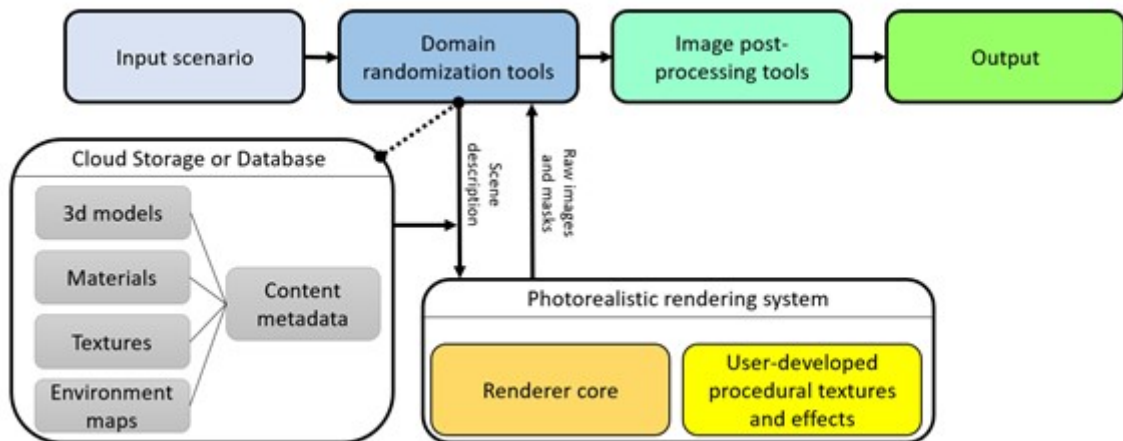 Input scenario
Domain
randomization tools
Image post-
processing tools
Output
Cloud Storage or Database
3d models
Materials
Textures
Environment
maps
Content
metadata
Scene
description
Raw images
and masks
Photorealistic rendering system
Renderer core
User-developed
procedural textures
and effects